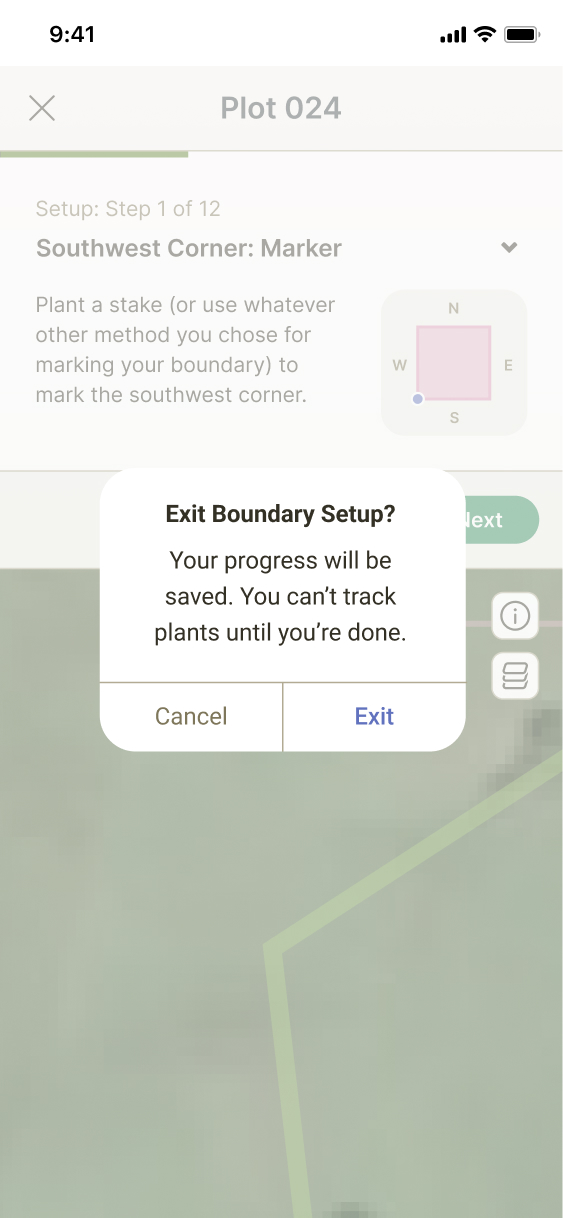 9:41
Plot 024
Setup: Step 1 of 12
Southwest Corner: Marker
Plant a stake (or use whatever
other method you chose for
marking your boundary) to
mark the southwest corner.
N
W
E
S
Next
Exit Boundary Setup?
Your progress will be
saved. You can’t track
plants until you’re done.
Cancel
Exit